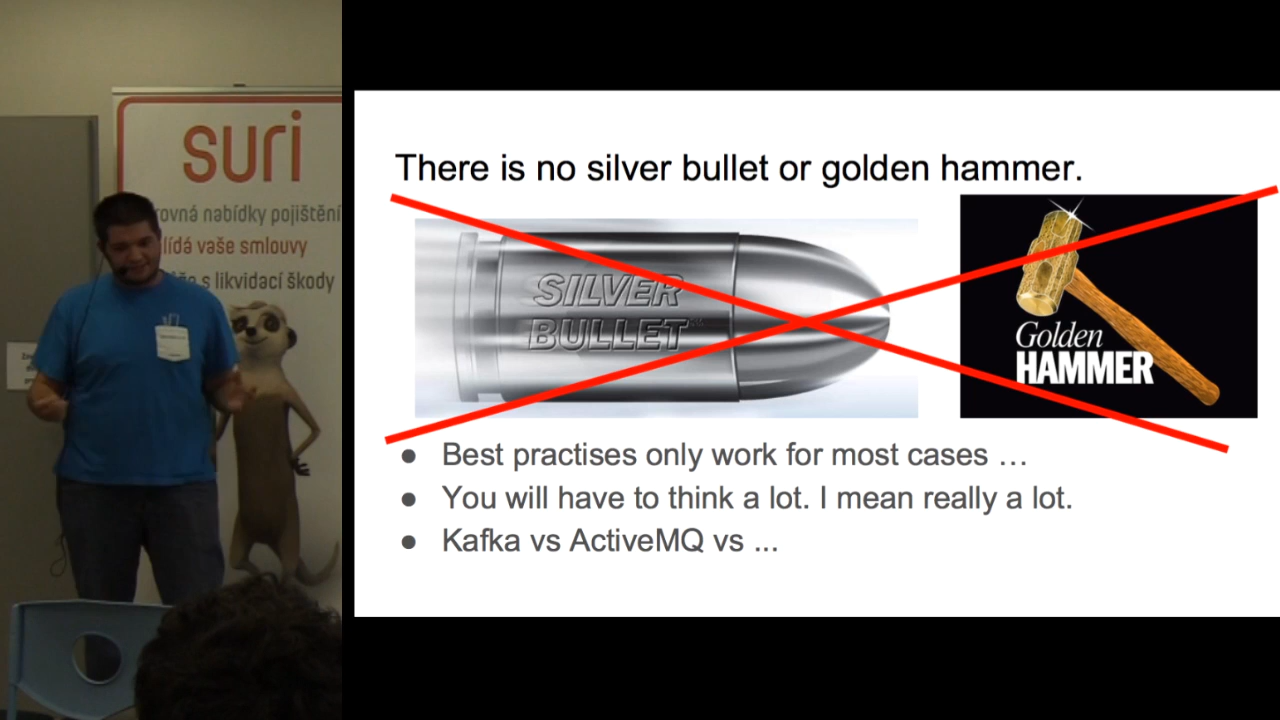 suri
rovná nabídky pojištění
lídá vaše smlouvy
s likvidací škody
There is no silver bullet or golden hammer.
SILVER
BULLET
Golden
HAMMER
● Best practises only work for most cases …
● You will have to think a lot. I mean really a lot.
● Kafka vs ActiveMQ vs ...